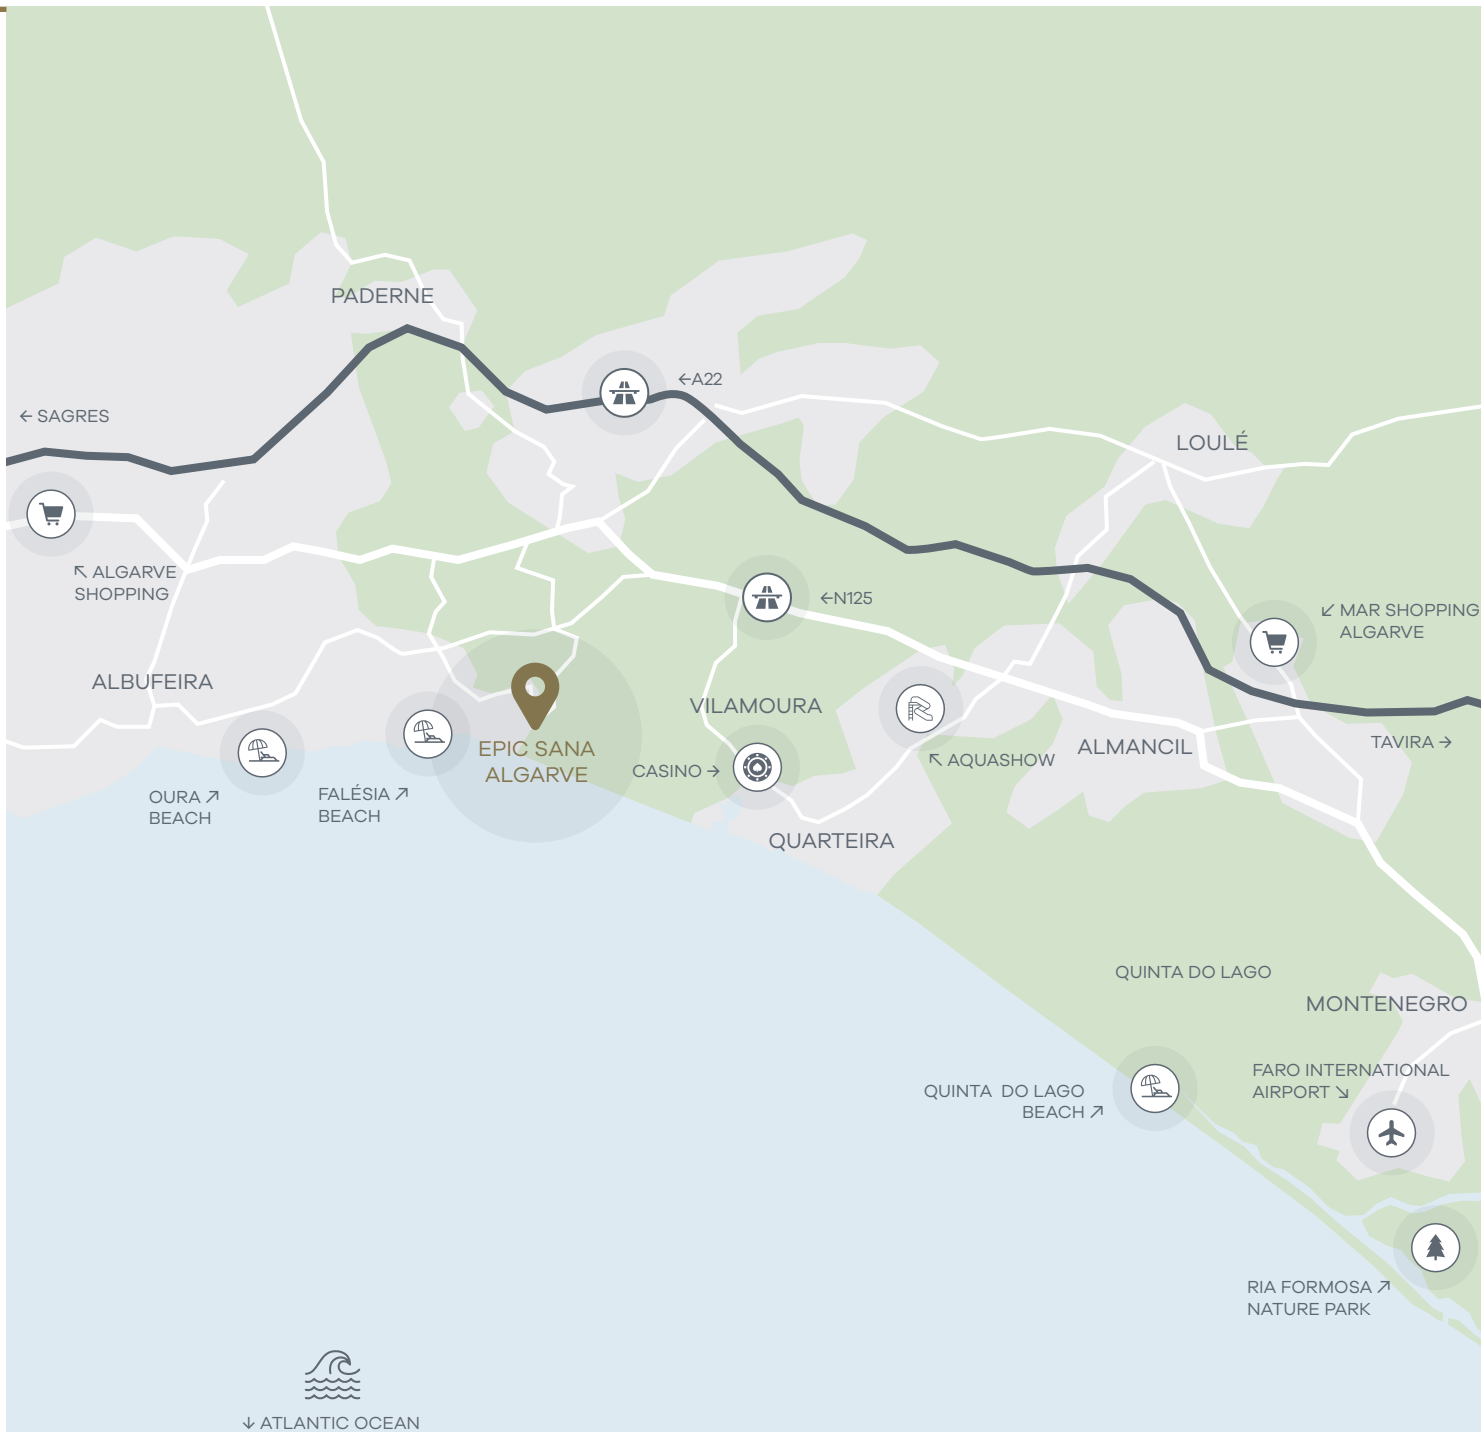 PADERNE
←A22
← SAGRES
LOULÉ
↖ ALGARVE
SHOPPING
←N125
↙ MAR SHOPPING
ALGARVE
ALBUFEIRA
VILAMOURA
EPIC SANA
ALGARVE
CASINO →
↖ AQUASHOW
ALMANCIL
TAVIRA →
OURA ↗
BEACH
FALÉSIA ↗
BEACH
QUARTEIRA
QUINTA DO LAGO
MONTENEGRO
FARO INTERNATIONAL
AIRPORT ↘
QUINTA DO LAGO
BEACH ↗
RIA FORMOSA ↗
NATURE PARK
↓ ATLANTIC OCEAN